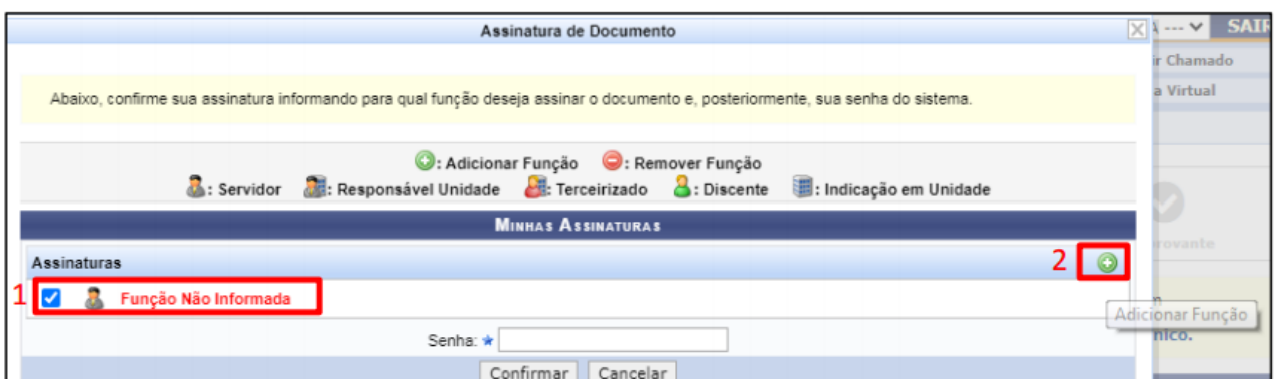 Assinatura de Documento
--- SAIR
Chamado
a Virtual
Abaixo, confirme sua assinatura informando para qual função deseja assinar o documento e, posteriormente, sua senha do sistema.
: Adicionar Função : Remover Função
: Servidor : Responsável Unidade : Terceirizado : Discente : Indicação em Unidade
MINHAS ASSINATURAS
Assinaturas 2
1 Função Não Informada
Adicionar Função
Senha: ★
Confirmar Cancelar